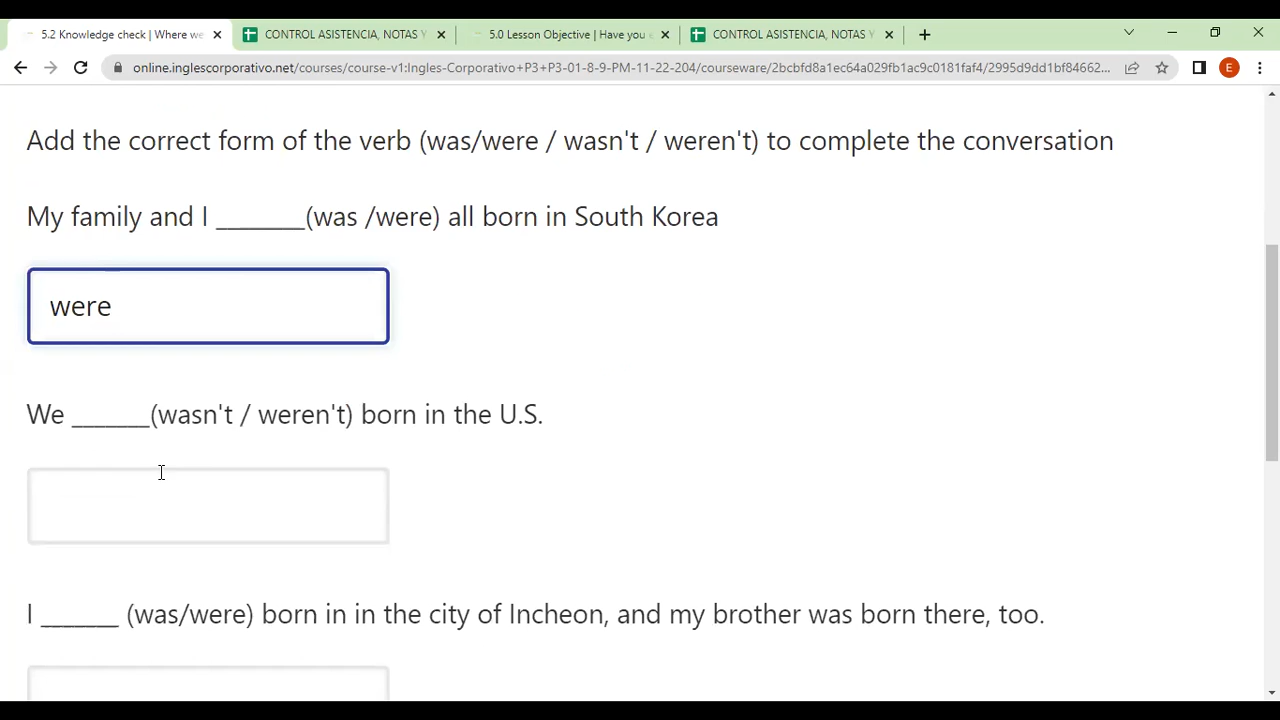 5.2 Knowledge check | Where we
CONTROL ASISTENCIA, NOTAS Y
5.0 Lesson Objective | Have you e
CONTROL ASISTENCIA, NOTAS Y
online.inglescorporativo.net/courses/course-v1:Ingles-Corporativo+P3+P3-01-8-9-PM-11-22-204/courseware/2bcbfd8a1ec64a029fb1ac9c0181faf4/2995d9dd1bf84662...
E
Add the correct form of the verb (was/were / wasn't / weren't) to complete the conversation
My family and I ________(was /were) all born in South Korea
were
We _______(wasn't / weren't) born in the U.S.
I _______ (was/were) born in in the city of Incheon, and my brother was born there, too.